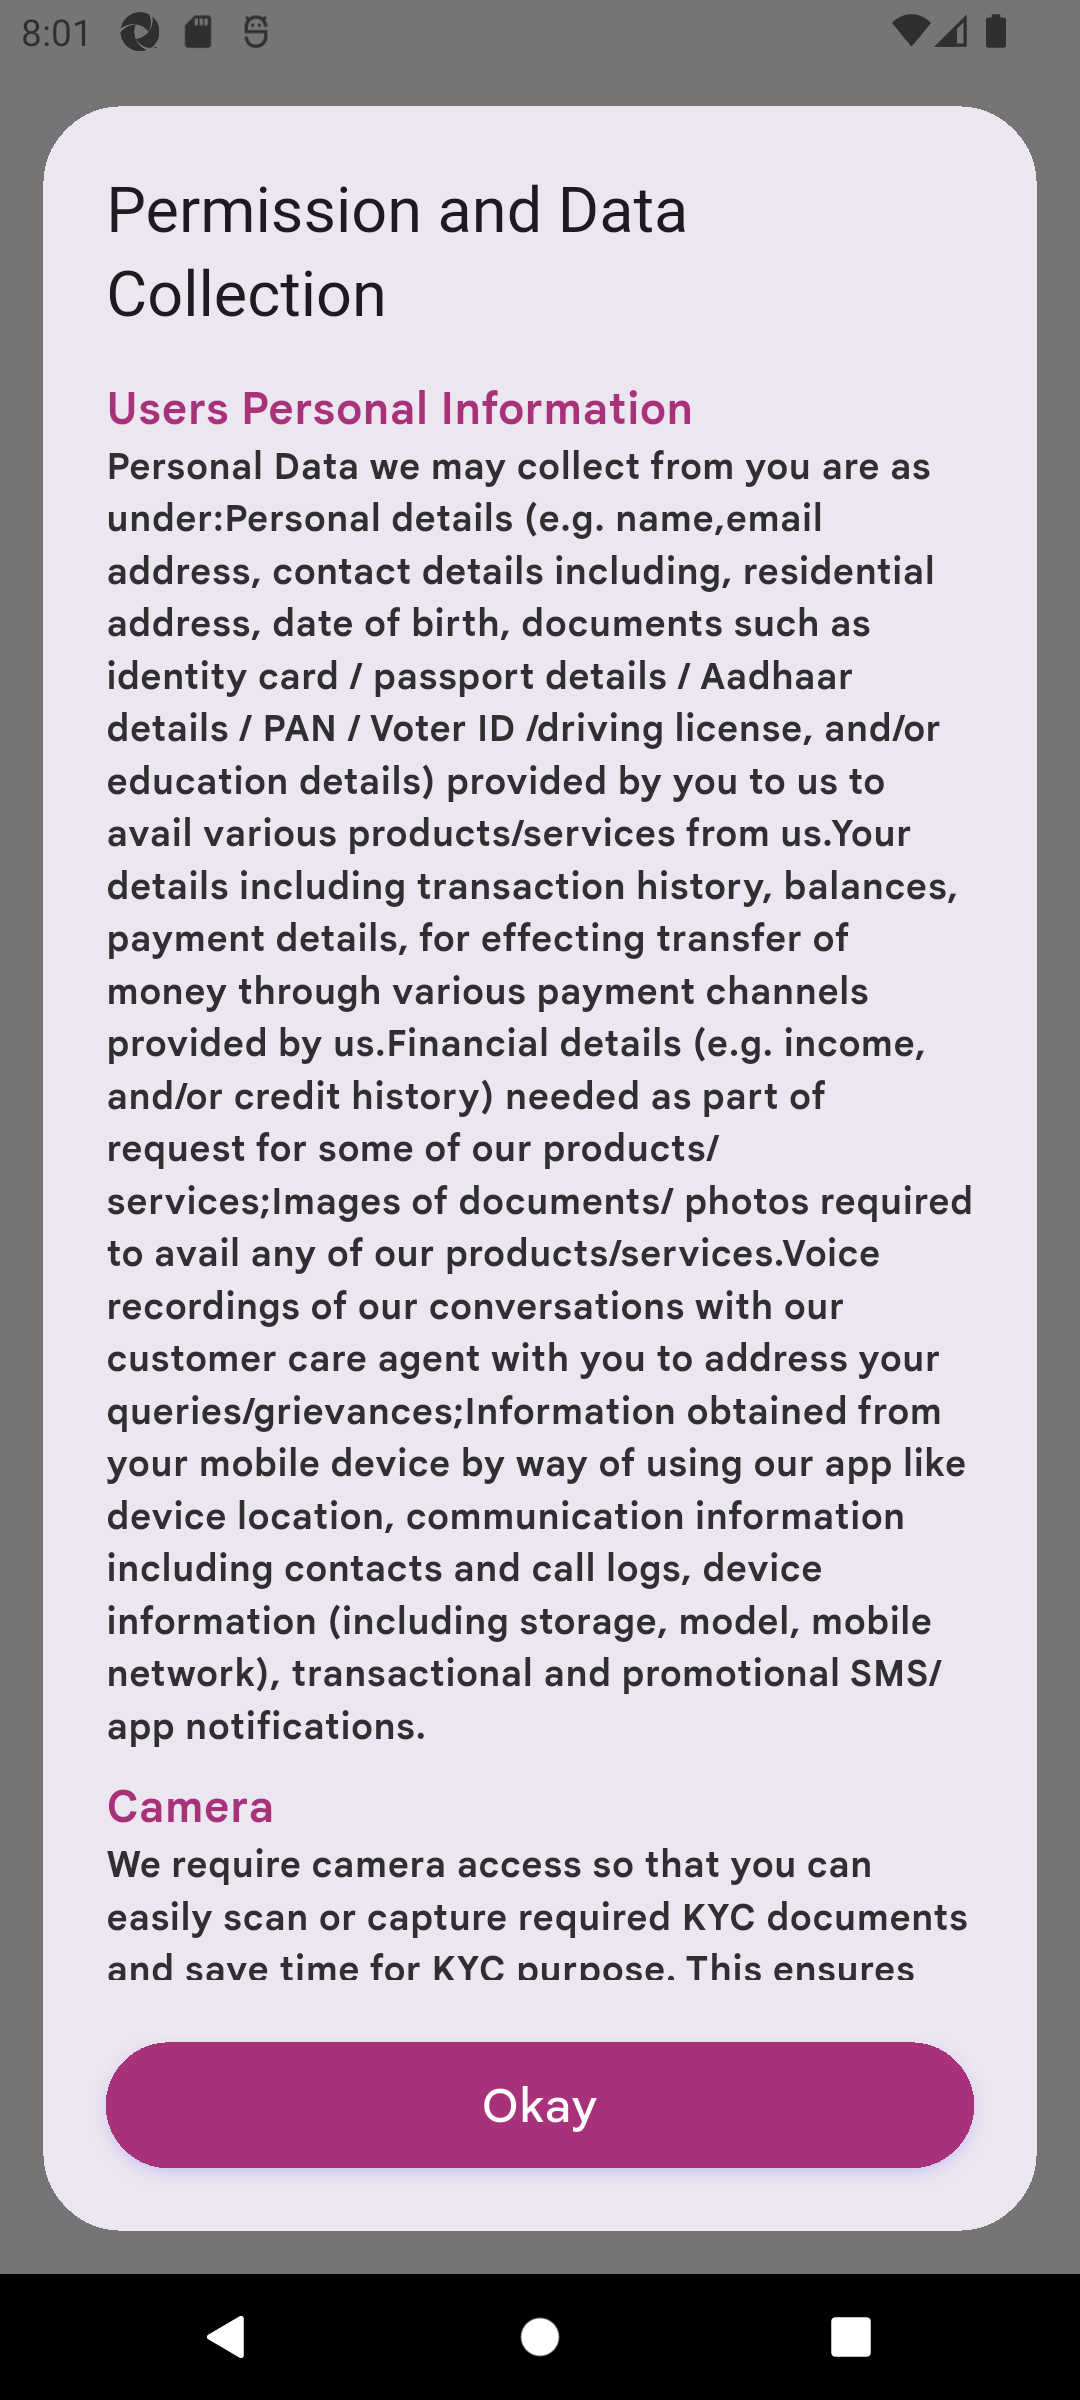 8:01
Permission and Data
Collection
Users Personal Information
Personal Data we may collect from you are as
under:Personal details (e.g. name,email
address, contact details including, residential
address, date of birth, documents such as
identity card / passport details / Aadhaar
details / PAN / Voter ID /driving license, and/or
education details) provided by you to us to
avail various products/services from us.Your
details including transaction history, balances,
payment details, for effecting transfer of
money through various payment channels
provided by us.Financial details (e.g. income,
and/or credit history) needed as part of
request for some of our products/
services;Images of documents/ photos required
to avail any of our products/services.Voice
recordings of our conversations with our
customer care agent with you to address your
queries/grievances;Information obtained from
your mobile device by way of using our app like
device location, communication information
including contacts and call logs, device
information (including storage, model, mobile
network), transactional and promotional SMS/
app notifications.
Camera
We require camera access so that you can
easily scan or capture required KYC documents
and save time for KYC purpose. This ensures
Okay